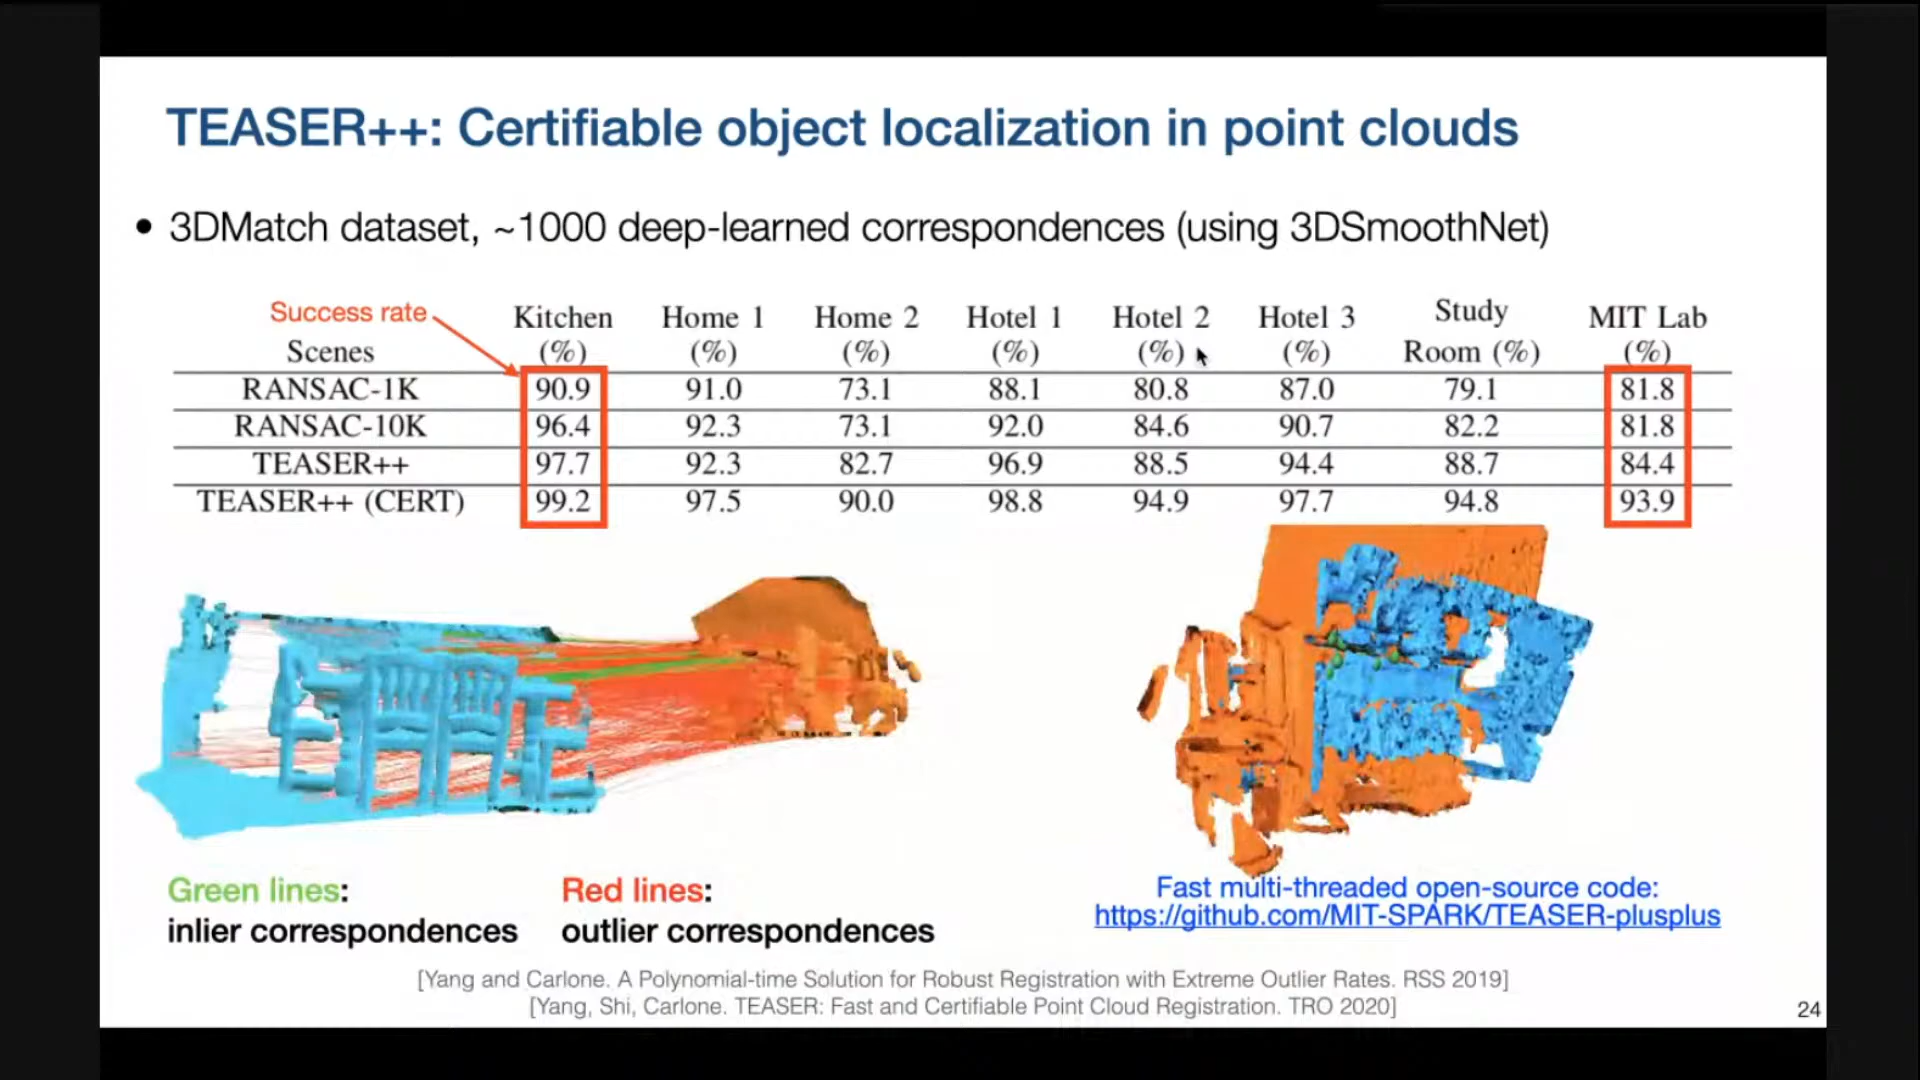 TEASER++: Certifiable object localization in point clouds
• 3DMatch dataset, ~1000 deep-learned correspondences (using 3DSmoothNet)
Success rate
Scenes Kitchen (%) Home 1 (%) Home 2 (%) Hotel 1 (%) Hotel 2 (%) Hotel 3 (%) Study Room (%) MIT Lab (%)
RANSAC-1K 90.9 91.0 73.1 88.1 80.8 87.0 79.1 81.8
RANSAC-10K 96.4 92.3 73.1 92.0 84.6 90.7 82.2 81.8
TEASER++ 97.7 92.3 82.7 96.9 88.5 94.4 88.7 84.4
TEASER++ (CERT) 99.2 97.5 90.0 98.8 94.9 97.7 94.8 93.9
Green lines:
inlier correspondences
Red lines:
outlier correspondences
Fast multi-threaded open-source code:
https://github.com/MIT-SPARK/TEASER-plusplus
[Yang and Carlone. A Polynomial-time Solution for Robust Registration with Extreme Outlier Rates. RSS 2019]
[Yang, Shi, Carlone. TEASER: Fast and Certifiable Point Cloud Registration. TRO 2020]
24